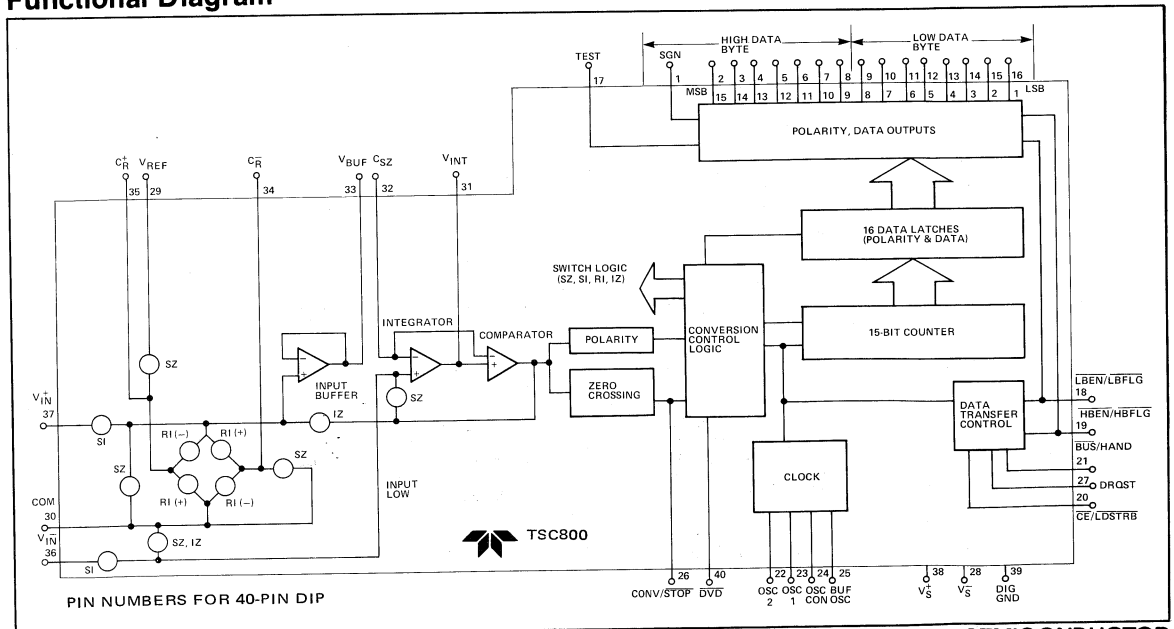 Functional Diagram
HIGH DATA BYTE
LOW DATA BYTE
TEST
SGN
17
1
2 3 4 5 6 7 8 9 10 11 12 13 14 15 16
MSB
15 14 13 12 11 10 9 8 7 6 5 4 3 2 1
LSB
POLARITY, DATA OUTPUTS
C+R
VREF
C-R
VBUF
CSZ
VINT
35
29
34
33
32
31
16 DATA LATCHES
(POLARITY & DATA)
SWITCH LOGIC
(SZ, SI, RI, IZ)
INTEGRATOR
COMPARATOR
POLARITY
CONVERSION
CONTROL
LOGIC
15-BIT COUNTER
SZ
INPUT
BUFFER
SZ
ZERO
CROSSING
LBEN/LBFLG
18
DATA
TRANSFER
CONTROL
HBEN/HBFLG
19
BUS/HAND
21
27 DRQST
20
CE/LDSTRB
V+IN
37
SI
IZ
RI (−)
RI (+)
SZ
SZ
RI (+)
RI (−)
INPUT
LOW
CLOCK
COM
30
V-IN
36
SZ, IZ
SI
TSC800
26
CONV/STOP
40
DVD
22
OSC
2
23
OSC
1
24
OSC
CON
25
BUF
OSC
38
V+S
28
V-S
39
DIG
GND
PIN NUMBERS FOR 40-PIN DIP